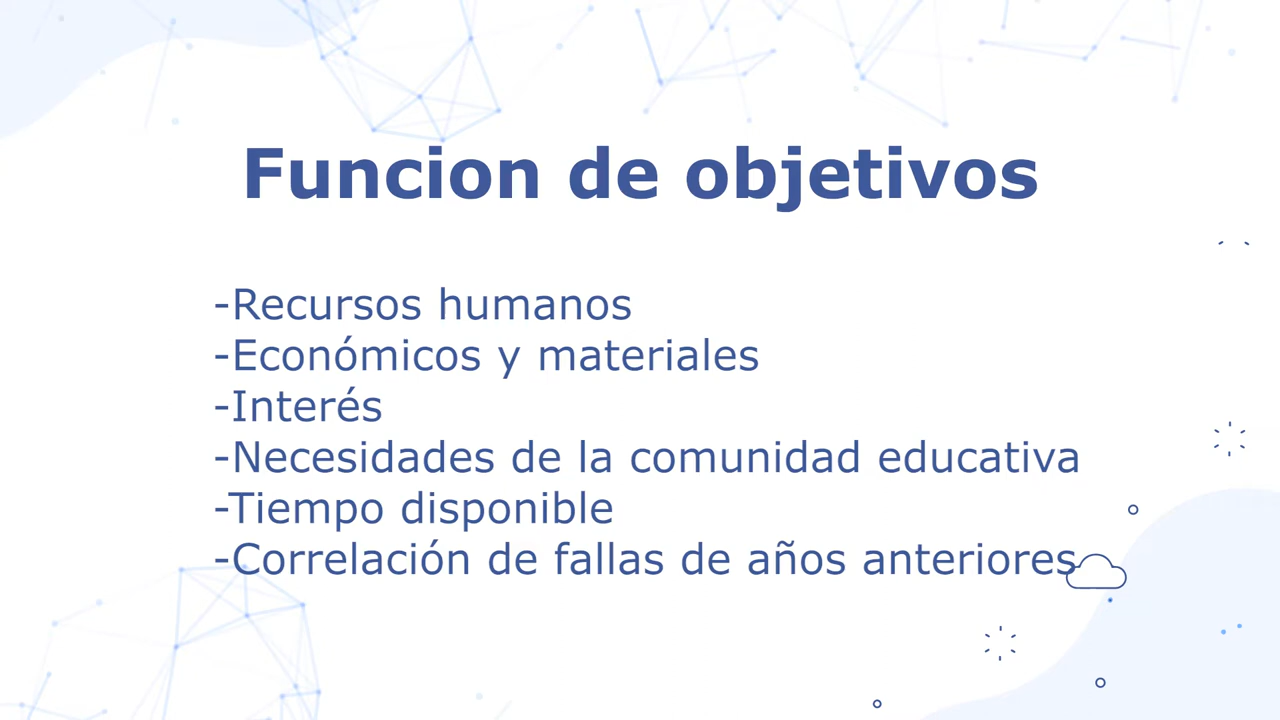 Funcion de objetivos
-Recursos humanos
-Económicos y materiales
-Interés
-Necesidades de la comunidad educativa
-Tiempo disponible
-Correlación de fallas de años anteriores